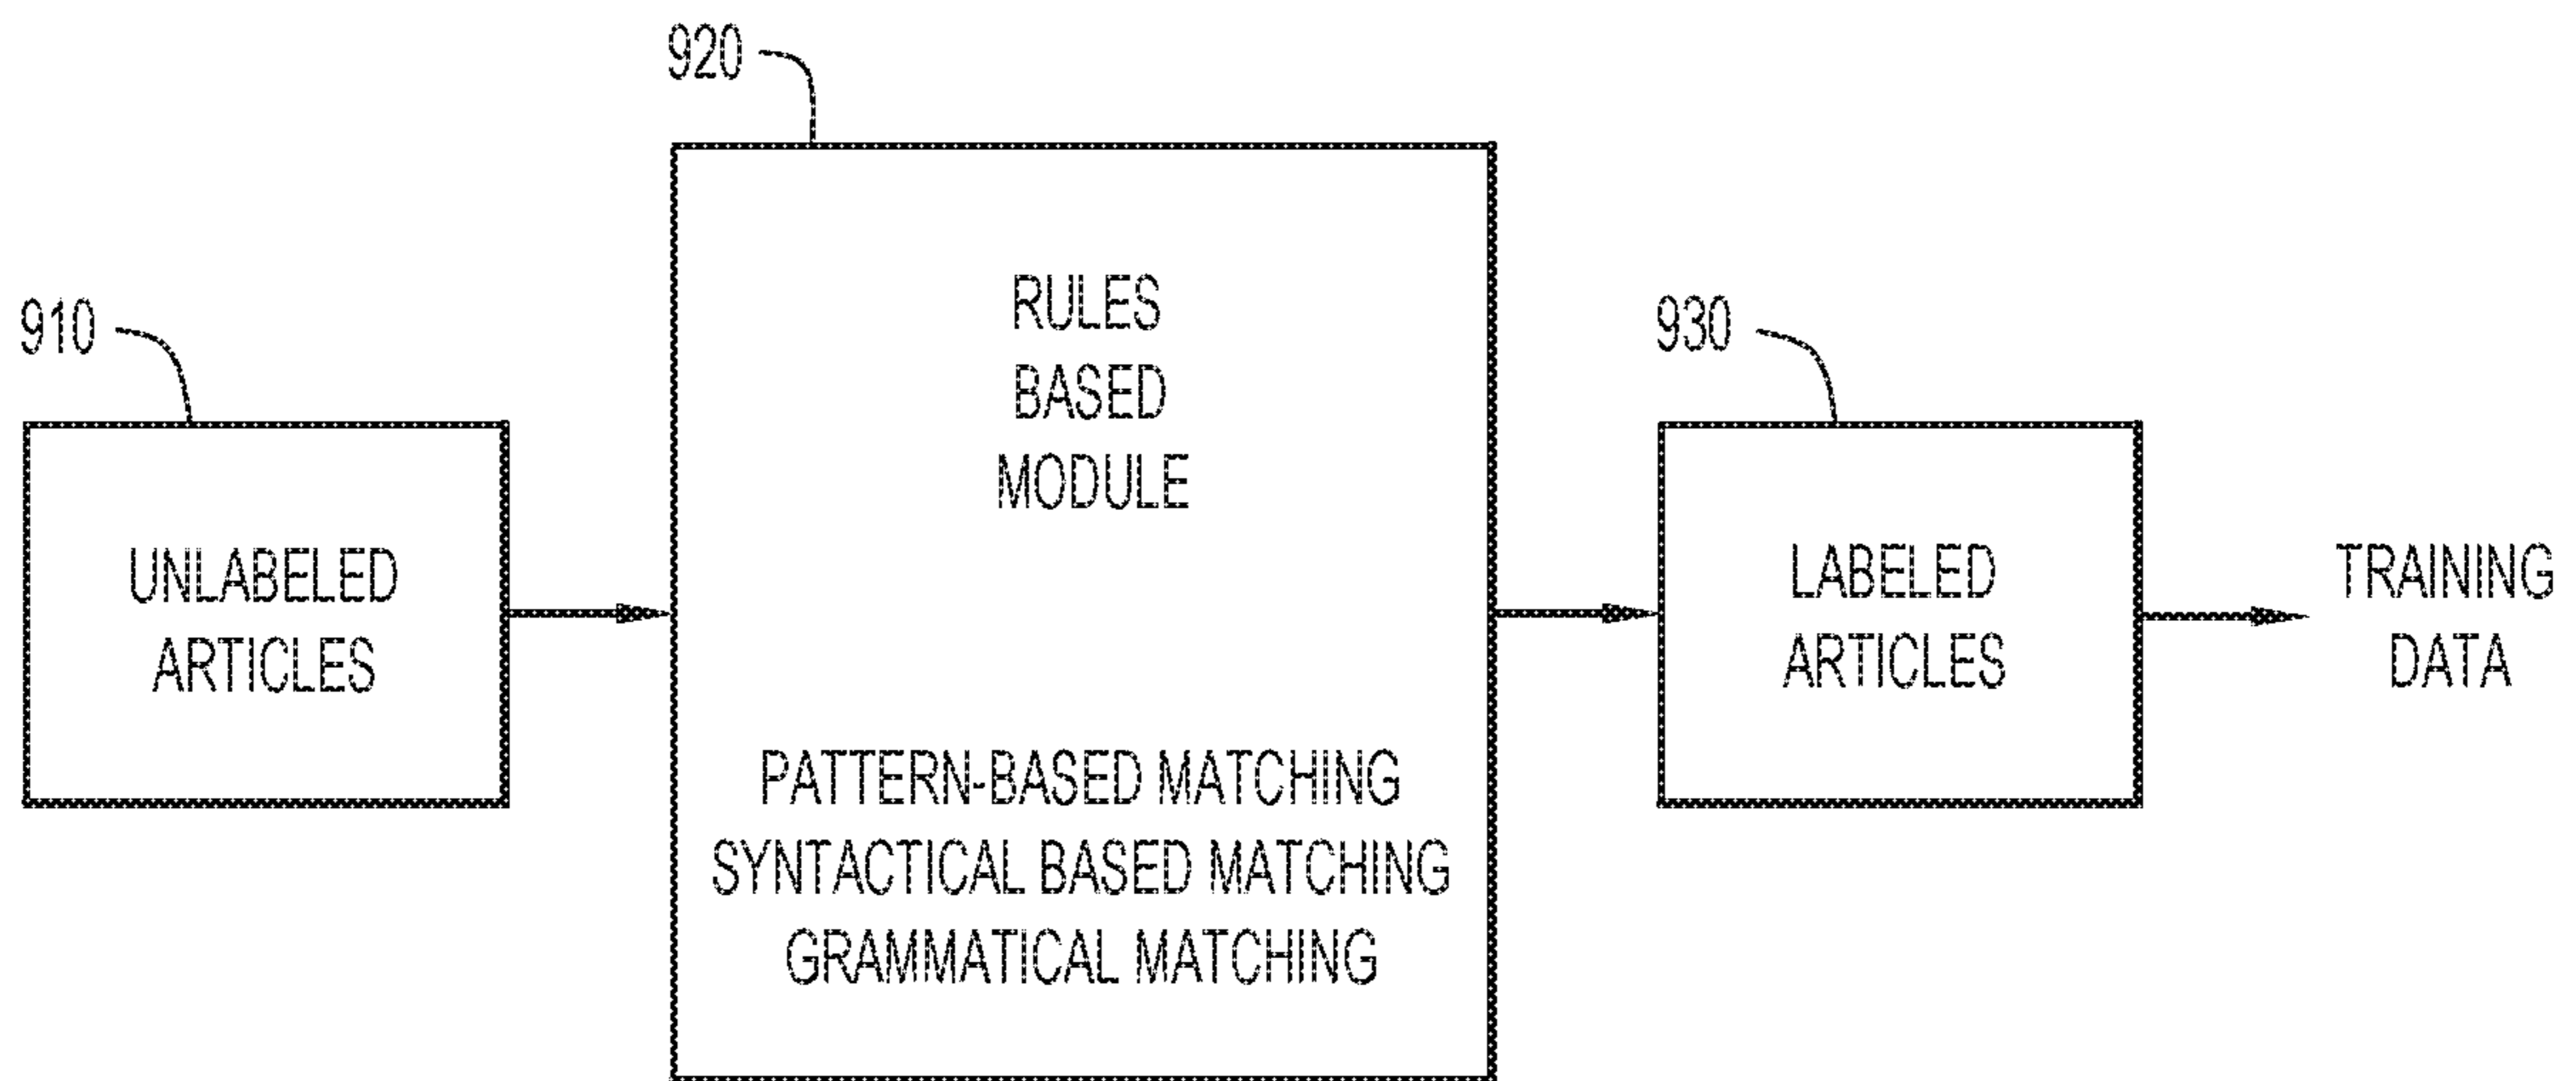 920
RULES
BASED
MODULE
PATTERN-BASED MATCHING
SYNTACTICAL BASED MATCHING
GRAMMATICAL MATCHING
910
UNLABELED
ARTICLES
930
LABELED
ARTICLES
TRAINING
DATA